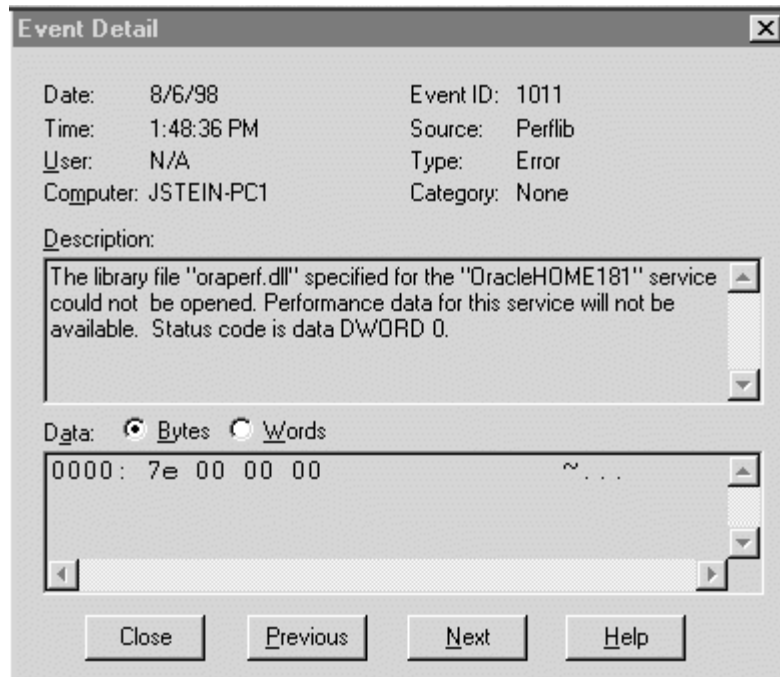 Event Detail
Date: 8/6/98 Event ID: 1011
Time: 1:48:36 PM Source: Perflib
User: N/A Type: Error
Computer: JSTEIN-PC1 Category: None
Description:
The library file "oraperf.dll" specified for the "OracleHOME181" service
could not be opened. Performance data for this service will not be
available. Status code is data DWORD 0.
Data: Bytes Words
0000: 7e 00 00 00 ~...
Close Previous Next Help